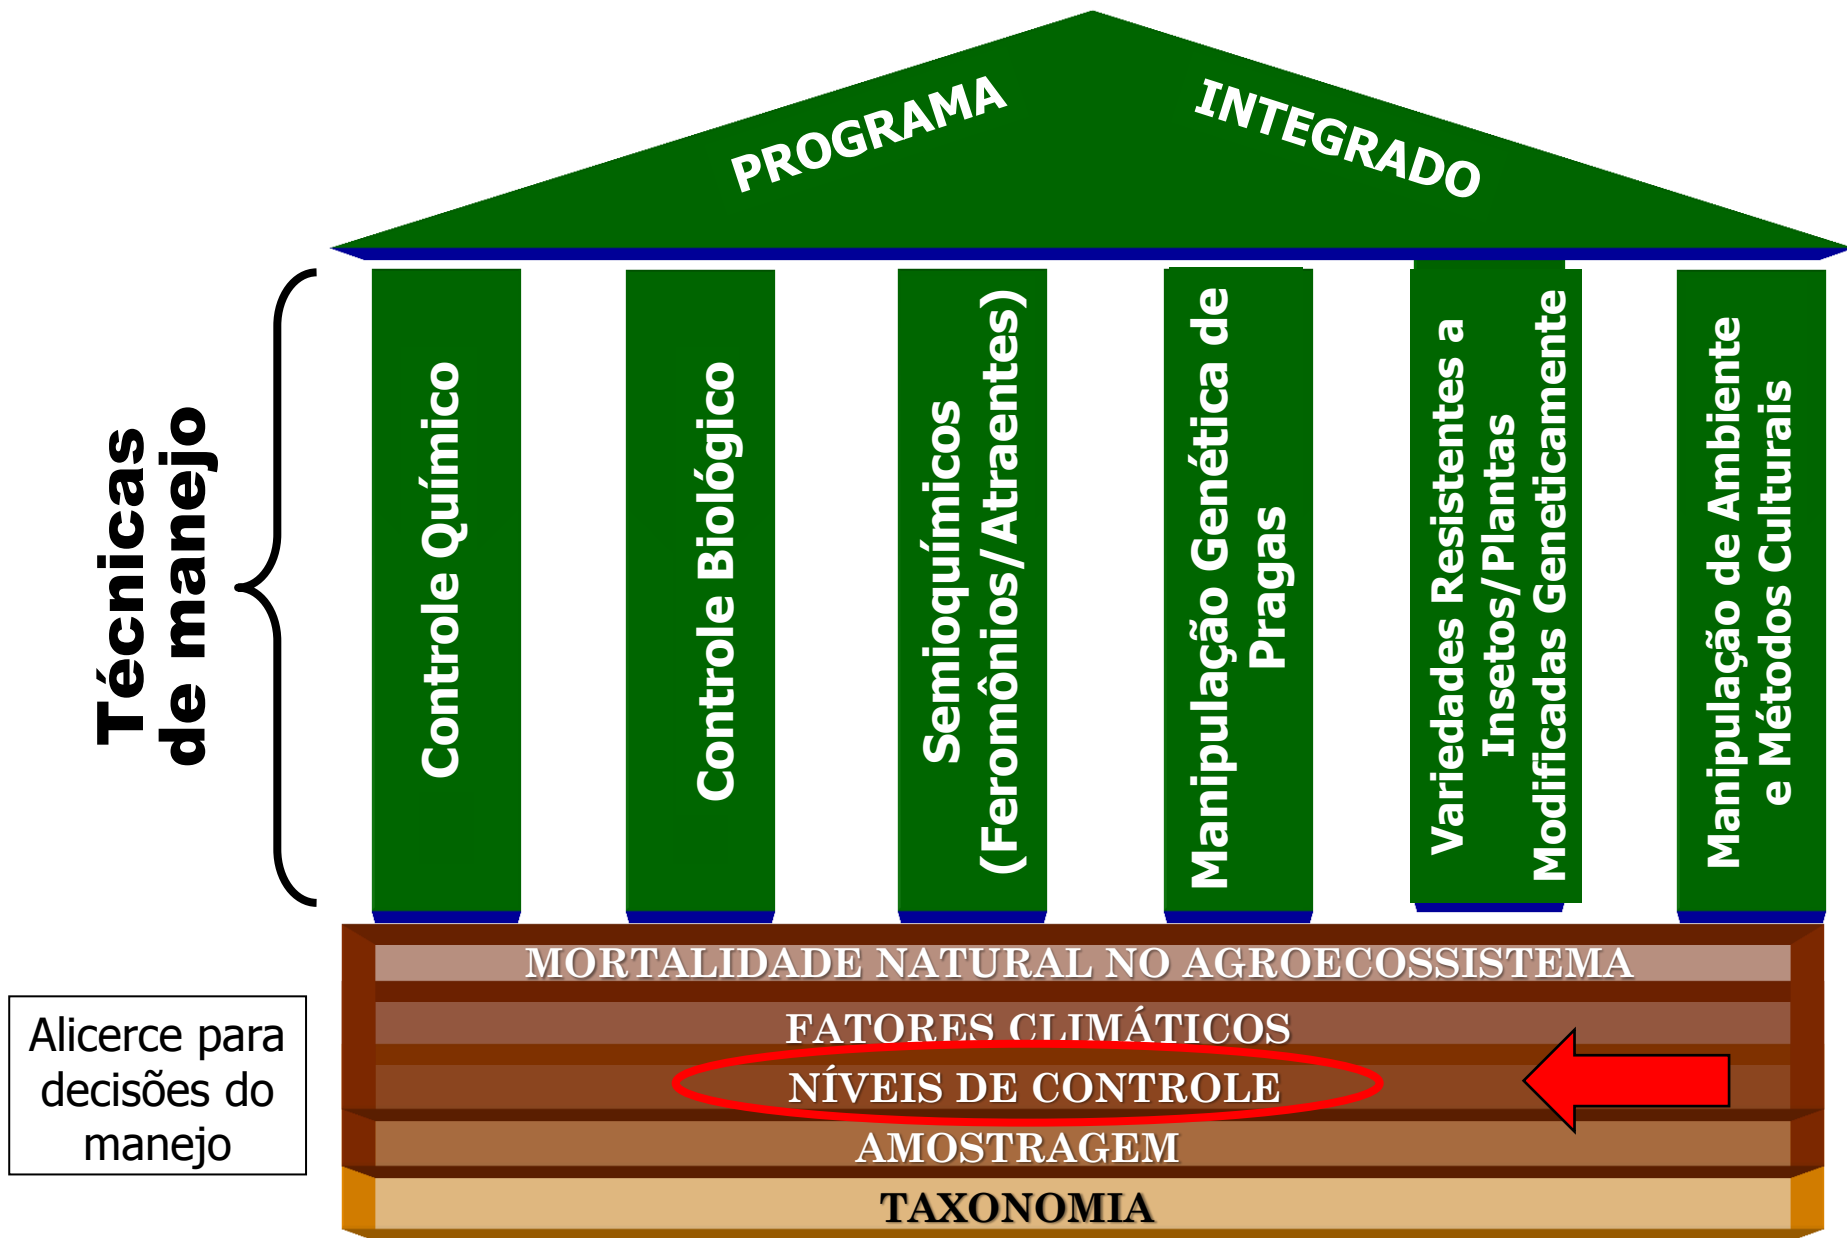 PROGRAMA INTEGRADO
Técnicas
de manejo
Controle Químico
Controle Biológico
Semioquímicos
(Feromônios/Atraentes)
Manipulação Genética de
Pragas
Variedades Resistentes a
Insetos/Plantas
Modificadas Geneticamente
Manipulação de Ambiente
e Métodos Culturais
MORTALIDADE NATURAL NO AGROECOSSISTEMA
FATORES CLIMÁTICOS
NÍVEIS DE CONTROLE
AMOSTRAGEM
TAXONOMIA
Alicerce para
decisões do
manejo